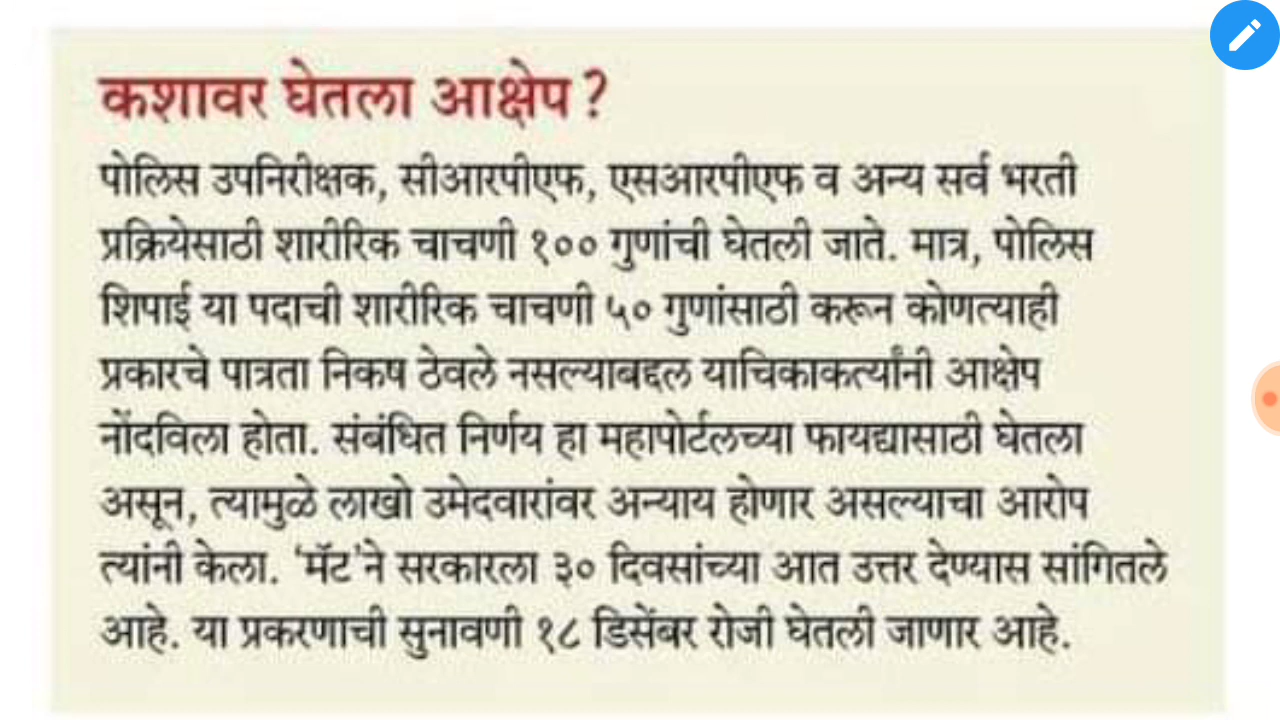 कशावर घेतला आक्षेप?
पोलिस उपनिरीक्षक, सीआरपीएफ, एसआरपीएफ व अन्य सर्व भरती
प्रक्रियेसाठी शारीरिक चाचणी १०० गुणांची घेतली जाते. मात्र, पोलिस
शिपाई या पदाची शारीरिक चाचणी ५० गुणांसाठी करून कोणत्याही
प्रकारचे पात्रता निकष ठेवले नसल्याबद्दल याचिकाकर्त्यांनी आक्षेप
नोंदविला होता. संबंधित निर्णय हा महापोर्टलच्या फायद्यासाठी घेतला
असून, त्यामुळे लाखो उमेदवारांवर अन्याय होणार असल्याचा आरोप
त्यांनी केला. 'मॅट'ने सरकारला ३० दिवसांच्या आत उत्तर देण्यास सांगितले
आहे. या प्रकरणाची सुनावणी १८ डिसेंबर रोजी घेतली जाणार आहे.